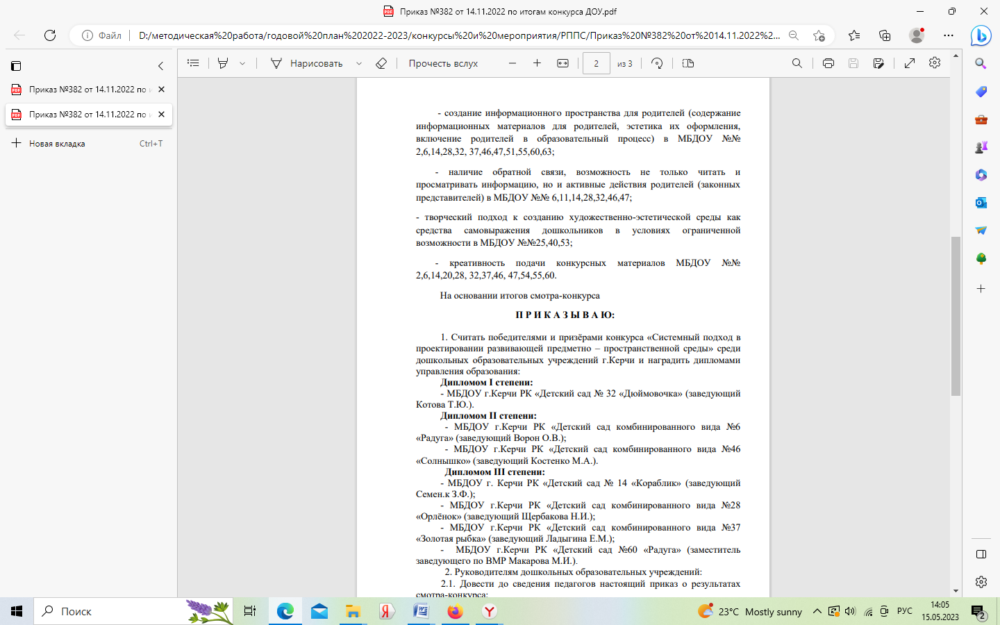 Приказ №382 от 14.11.2022 по итогам конкурса ДОУ.pdf
Файл
D:/методическая%20работа/годовой%20план%202022-2023/конкурсы%20и%20мероприятия/РППС/Приказ%20№382%20от%2014.11.2022%2...
Нарисовать
Прочесть вслух
2
из 3
Приказ №382 от 14.11.2022 по
Приказ №382 от 14.11.2022 по
Новая вкладка
Ctrl+T
- создание информационного пространства для родителей (содержание
информационных материалов для родителей, эстетика их оформления,
включение родителей в образовательный процесс) в МБДОУ №№
2,6,14,28,32, 37,46,47,51,55,60,63;
- наличие обратной связи, возможность не только читать и
просматривать информацию, но и активные действия родителей (законных
представителей) в МБДОУ №№ 6,11,14,28,32,46,47;
- творческий подход к созданию художественно-эстетической среды как
средства самовыражения дошкольников в условиях ограниченной
возможности в МБДОУ №№25,40,53;
- креативность подачи конкурсных материалов МБДОУ №№
2,6,14,20,28, 32,37,46, 47,54,55,60.
На основании итогов смотра-конкурса
П Р И К А З Ы В А Ю:
1. Считать победителями и призёрами конкурса «Системный подход в
проектировании развивающей предметно – пространственной среды» среди
дошкольных образовательных учреждений г.Керчи и наградить дипломами
управления образования:
Дипломом I степени:
- МБДОУ г.Керчи РК «Детский сад № 32 «Дюймовочка» (заведующий
Котова Т.Ю.).
Дипломом II степени:
- МБДОУ г.Керчи РК «Детский сад комбинированного вида №6
«Радуга» (заведующий Ворон О.В.);
- МБДОУ г.Керчи РК «Детский сад комбинированного вида №46
«Солнышко» (заведующий Костенко М.А.).
Дипломом III степени:
- МБДОУ г. Керчи РК «Детский сад № 14 «Кораблик» (заведующий
Семен.к З.Ф.);
- МБДОУ г.Керчи РК «Детский сад комбинированного вида №28
«Орлёнок» (заведующий Щербакова Н.И.);
- МБДОУ г.Керчи РК «Детский сад комбинированного вида №37
«Золотая рыбка» (заведующий Ладыгина Е.М.);
- МБДОУ г.Керчи РК «Детский сад №60 «Радуга» (заместитель
заведующего по ВМР Макарова М.И.).
2. Руководителям дошкольных образовательных учреждений:
2.1. Довести до сведения педагогов настоящий приказ о результатах
смотра-конкурса;
Поиск
23°C Mostly sunny
РУС
14:05
15.05.2023
2